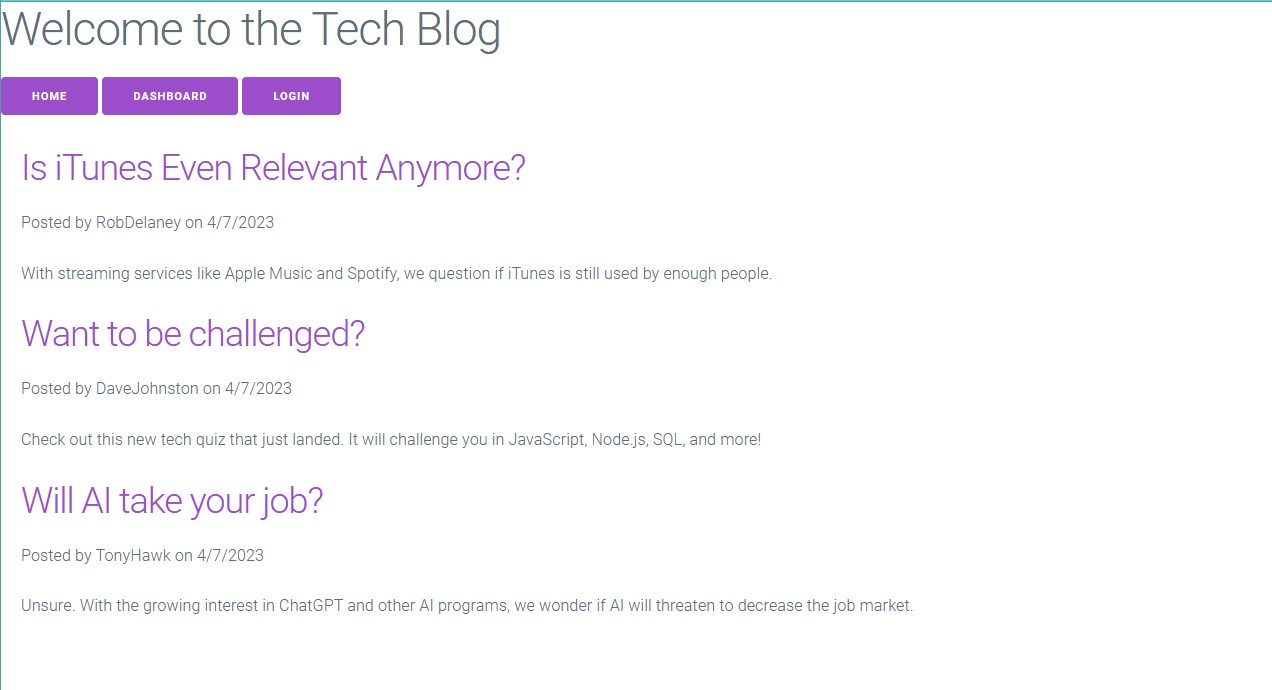 Welcome to the Tech Blog
HOME DASHBOARD LOGIN
Is iTunes Even Relevant Anymore?
Posted by RobDelaney on 4/7/2023
With streaming services like Apple Music and Spotify, we question if iTunes is still used by enough people.
Want to be challenged?
Posted by DaveJohnston on 4/7/2023
Check out this new tech quiz that just landed. It will challenge you in JavaScript, Node.js, SQL, and more!
Will AI take your job?
Posted by TonyHawk on 4/7/2023
Unsure. With the growing interest in ChatGPT and other AI programs, we wonder if AI will threaten to decrease the job market.